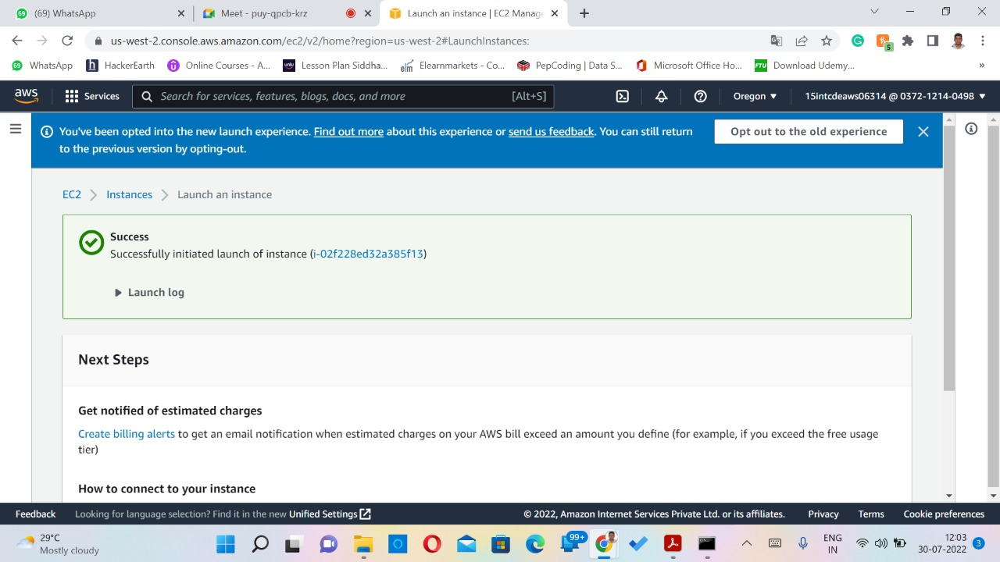 (69) WhatsApp
Meet - puy-qpcb-krz
Launch an instance | EC2 Manage
us-west-2.console.aws.amazon.com/ec2/v2/home?region=us-west-2#LaunchInstances:
5
69 WhatsApp
h HackerEarth
Online Courses - A...
unlu Lesson Plan Siddha...
elm Elearnmarkets - Co...
PepCoding | Data S...
Microsoft Office Ho...
FTU Download Udemy...
»
aws
Services
Search for services, features, blogs, docs, and more
[Alt+S]
Oregon
15intcdeaws06314 @ 0372-1214-0498
You've been opted into the new launch experience. Find out more about this experience or send us feedback. You can still return
to the previous version by opting-out.
Opt out to the old experience
EC2 > Instances > Launch an instance
Success
Successfully initiated launch of instance (i-02f228ed32a385f13)
Launch log
Next Steps
Get notified of estimated charges
Create billing alerts to get an email notification when estimated charges on your AWS bill exceed an amount you define (for example, if you exceed the free usage
tier)
How to connect to your instance
Feedback
Looking for language selection? Find it in the new Unified Settings
© 2022, Amazon Internet Services Private Ltd. or its affiliates.
Privacy
Terms
Cookie preferences
29°C
Mostly cloudy
99+
ENG
IN
12:03
30-07-2022
3